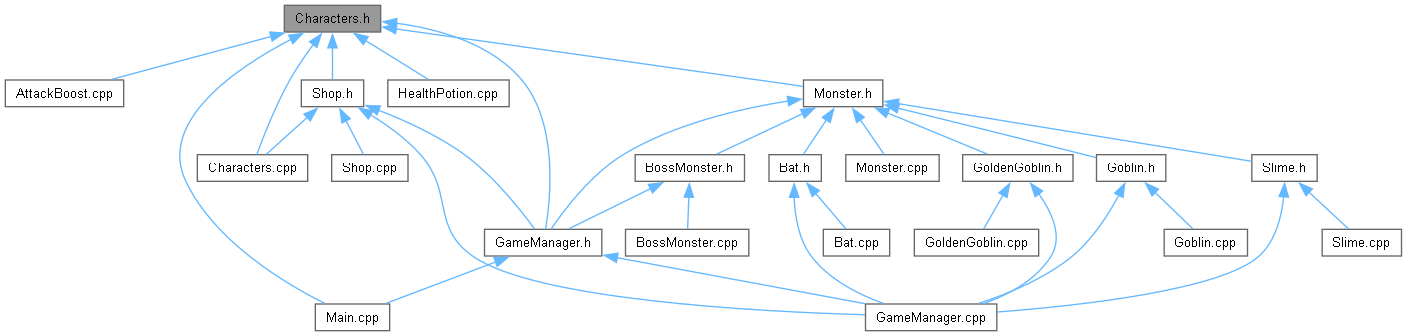 Characters.h
AttackBoost.cpp
Shop.h
HealthPotion.cpp
Monster.h
Characters.cpp
Shop.cpp
BossMonster.h
Bat.h
Monster.cpp
GoldenGoblin.h
Goblin.h
Slime.h
GameManager.h
BossMonster.cpp
Bat.cpp
GoldenGoblin.cpp
Goblin.cpp
Slime.cpp
Main.cpp
GameManager.cpp